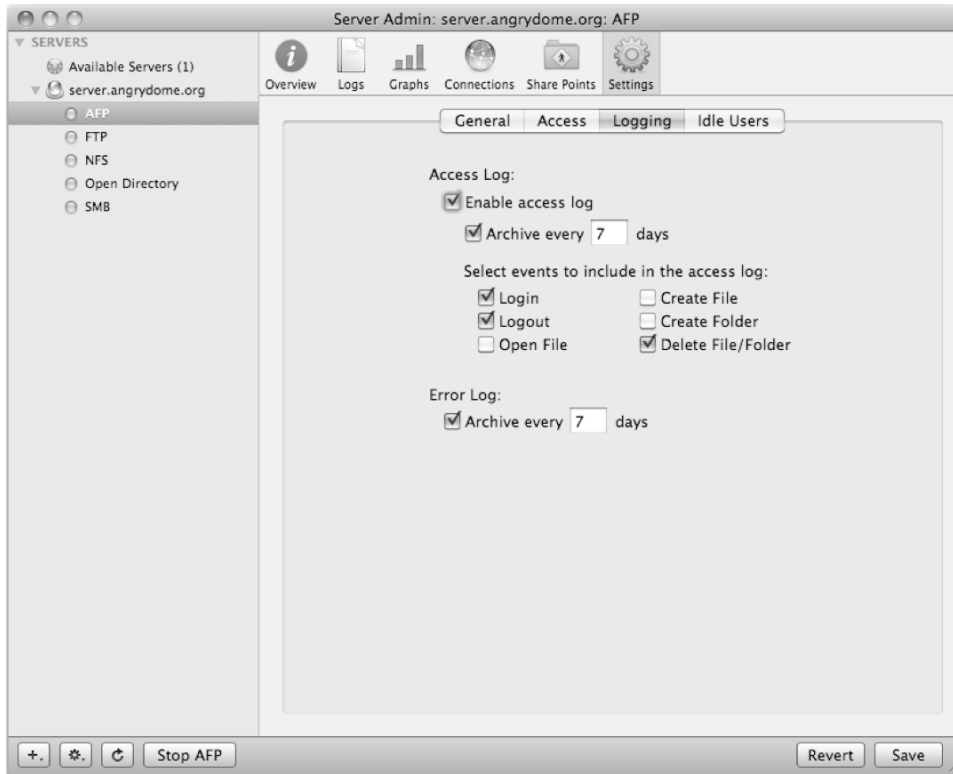 Server Admin: server.angrydome.org: AFP
SERVERS
Available Servers (1)
server.angrydome.org
AFP
FTP
NFS
Open Directory
SMB
Overview Logs Graphs Connections Share Points Settings
General Access Logging Idle Users
Access Log:
Enable access log
Archive every 7 days
Select events to include in the access log:
Login Create File
Logout Create Folder
Open File Delete File/Folder
Error Log:
Archive every 7 days
Stop AFP Revert Save